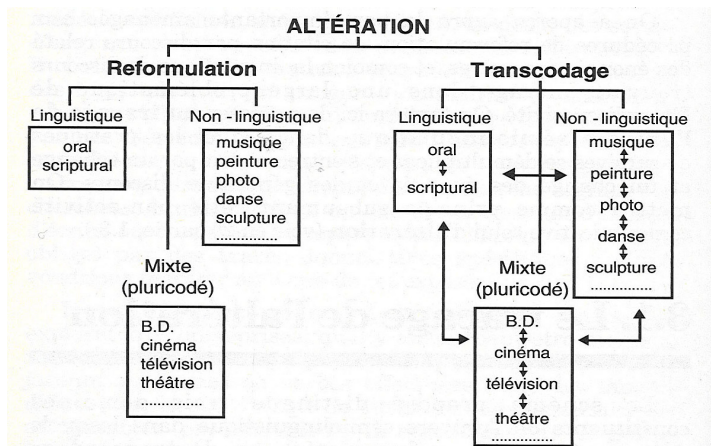 ALTÉRATION
Reformulation
Transcodage
Linguistique
Non - linguistique
Linguistique
Non - linguistique
oral
scriptural
musique
peinture
photo
danse
sculpture
....................
oral
scriptural
musique
peinture
photo
danse
sculpture
....................
Mixte
(pluricodé)
B.D.
cinéma
télévision
théâtre
....................
Mixte
(pluricodé)
B.D.
cinéma
télévision
théâtre
....................